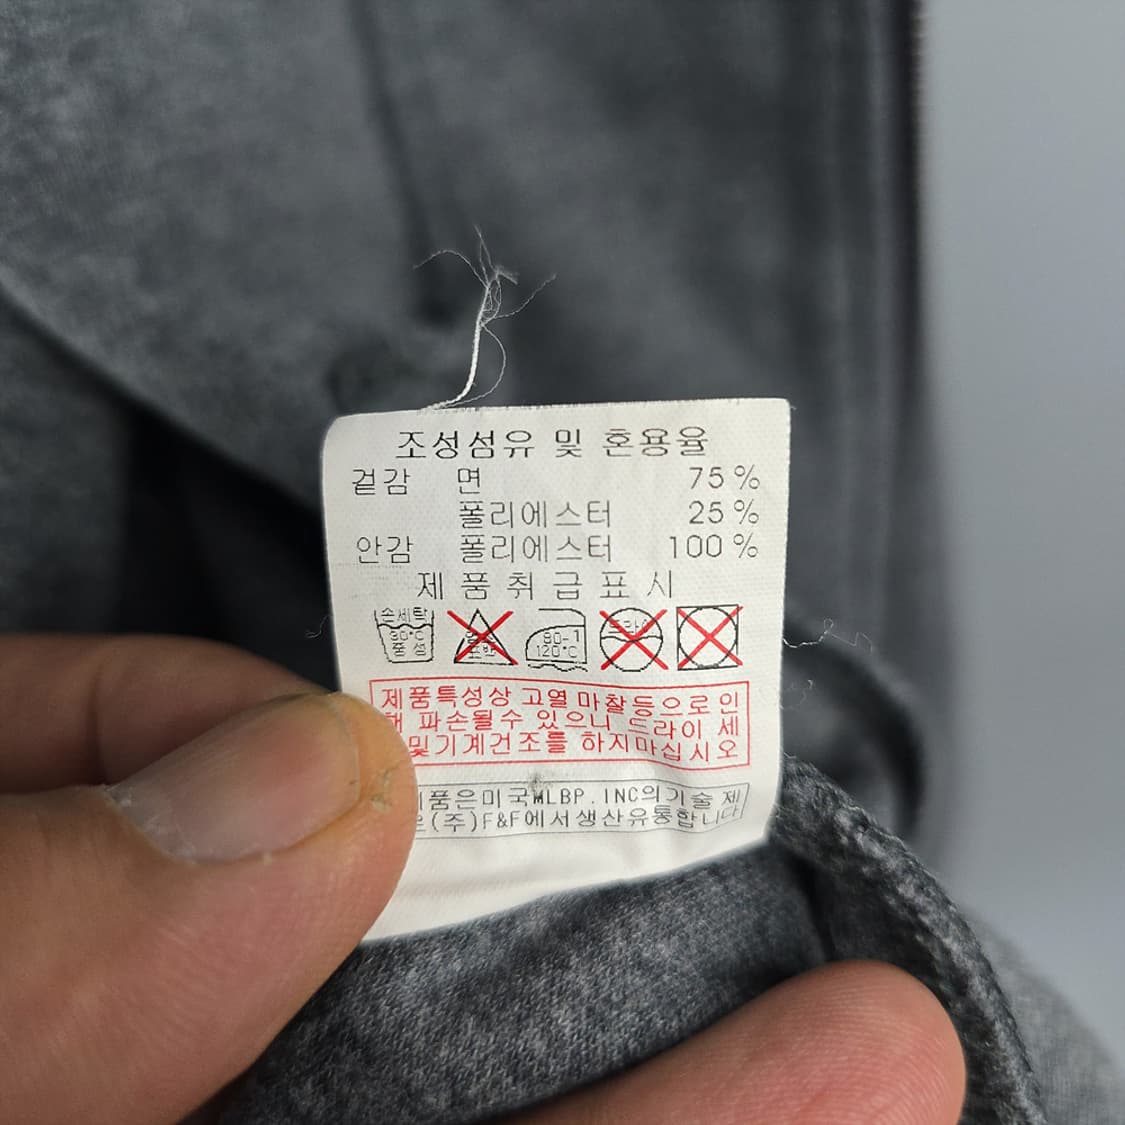 조성섬유 및 혼용율
겉감 면 75 %
폴리에스터 25 %
안감 폴리에스터 100 %
제 품 취 급 표 시
손세탁
30°C
중성
80-1
120°C
드라이
제품특성상 고열마찰등으로인
해 파손될수 있으니 드라이 세
및기계건조를 하지마십시오
품은미국MLBP.INC의기술 제
(주)F&F에서생산유통합니다